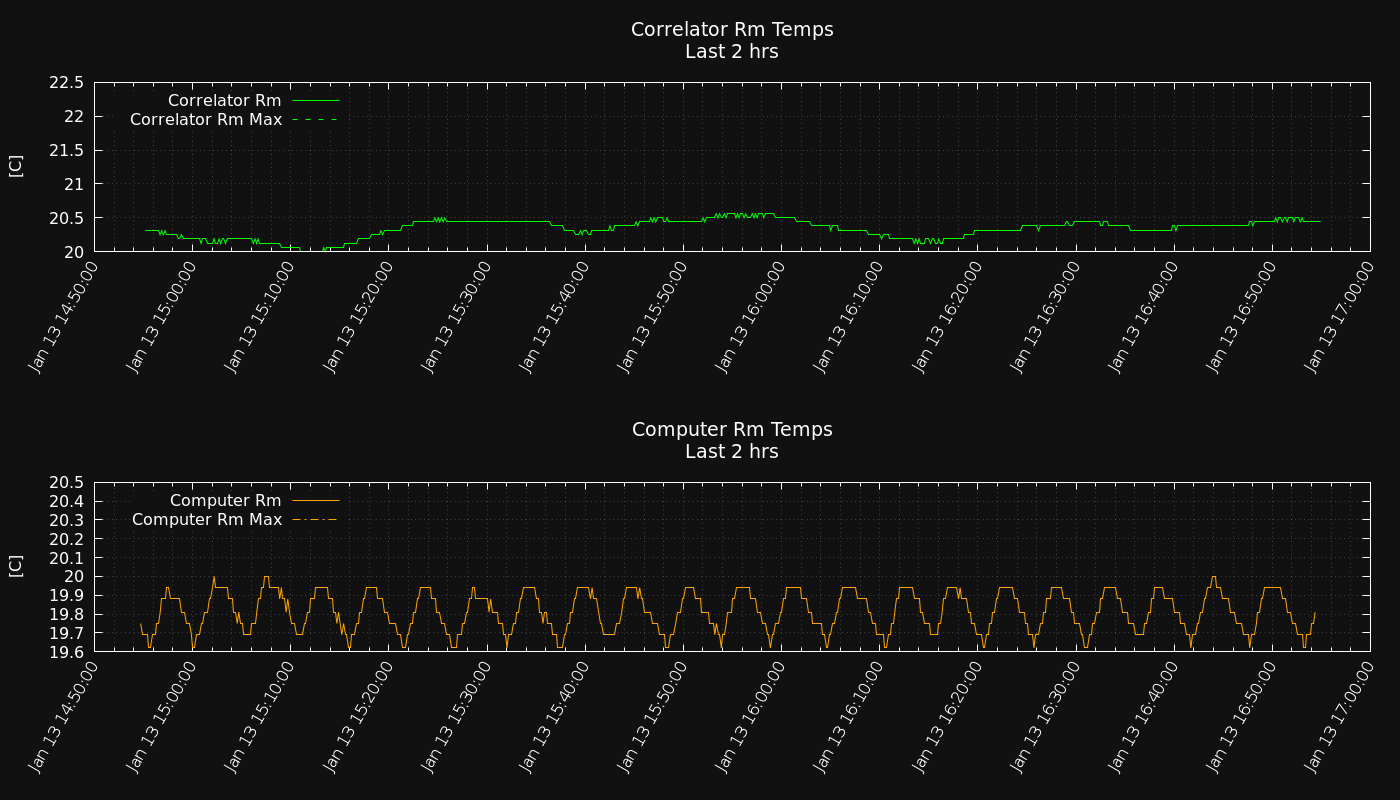 Correlator Rm Temps
Last 2 hrs
22.5
22
21.5
21
20.5
20
[C]
Correlator Rm
Correlator Rm Max
Jan 13 14:50:00
Jan 13 15:00:00
Jan 13 15:10:00
Jan 13 15:20:00
Jan 13 15:30:00
Jan 13 15:40:00
Jan 13 15:50:00
Jan 13 16:00:00
Jan 13 16:10:00
Jan 13 16:20:00
Jan 13 16:30:00
Jan 13 16:40:00
Jan 13 16:50:00
Jan 13 17:00:00
Computer Rm Temps
Last 2 hrs
20.5
20.4
20.3
20.2
20.1
20
19.9
19.8
19.7
19.6
[C]
Computer Rm
Computer Rm Max
Jan 13 14:50:00
Jan 13 15:00:00
Jan 13 15:10:00
Jan 13 15:20:00
Jan 13 15:30:00
Jan 13 15:40:00
Jan 13 15:50:00
Jan 13 16:00:00
Jan 13 16:10:00
Jan 13 16:20:00
Jan 13 16:30:00
Jan 13 16:40:00
Jan 13 16:50:00
Jan 13 17:00:00